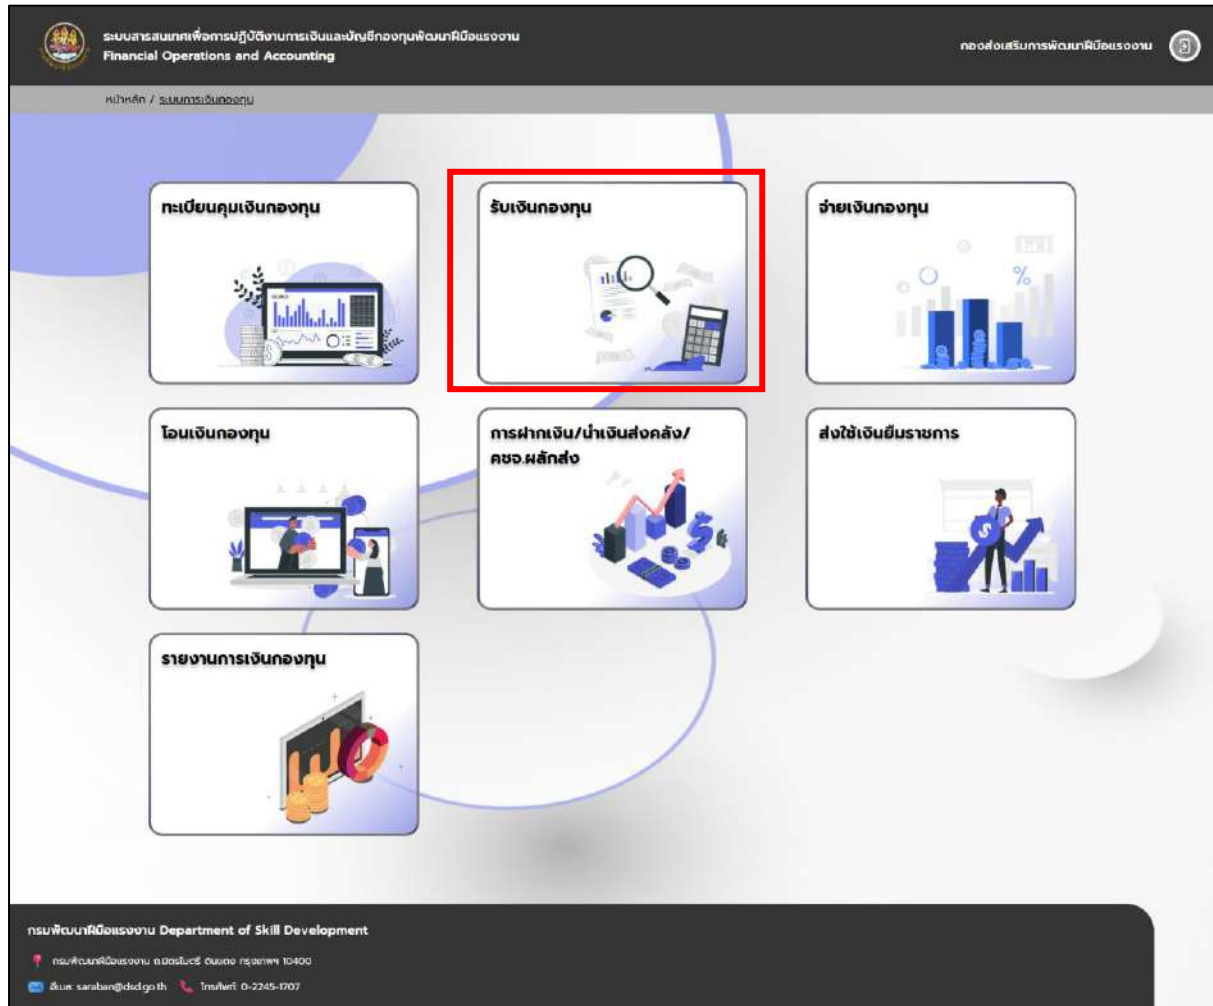 ระบบสารสนเทศเพื่อการปฏิบัติงานการเงินและบัญชีกองทุนพัฒนาฝีมือแรงงาน
Financial Operations and Accounting
กองส่งเสริมการพัฒนาฝีมือแรงงาน
หน้าหลัก / ระบบการเงินกองทุน
ทะเบียนคุมเงินกองทุน
รับเงินกองทุน
จ่ายเงินกองทุน
โอนเงินกองทุน
การฝากเงิน/นำเงินส่งคลัง/
คชจ.ผลักส่ง
ส่งใช้เงินยืมราชการ
รายงานการเงินกองทุน
กรมพัฒนาฝีมือแรงงาน Department of Skill Development
กรมพัฒนาฝีมือแรงงาน ถ.มิตรไมตรี ดินแดง กรุงเทพฯ 10400
อีเมล: saraban@dsd.go.th โทรศัพท์: 0-2245-1707